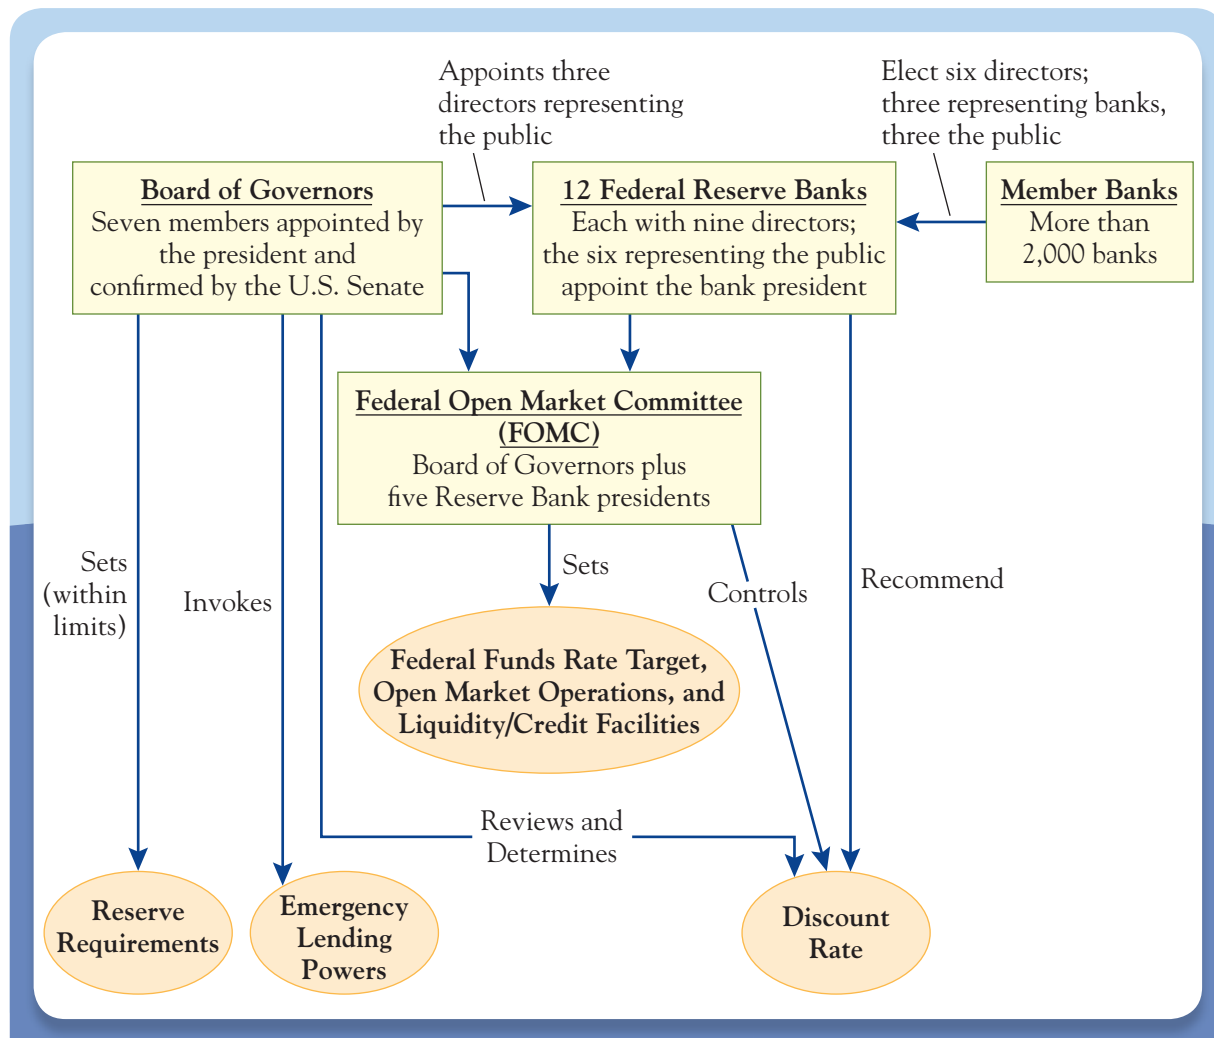 Appoints three
directors representing
the public
Elect six directors;
three representing banks,
three the public
Board of Governors
Seven members appointed by
the president and
confirmed by the U.S. Senate
12 Federal Reserve Banks
Each with nine directors;
the six representing the public
appoint the bank president
Member Banks
More than
2,000 banks
Federal Open Market Committee
(FOMC)
Board of Governors plus
five Reserve Bank presidents
Sets
(within
limits)
Invokes
Sets
Controls
Recommend
Federal Funds Rate Target,
Open Market Operations, and
Liquidity/Credit Facilities
Reviews and
Determines
Reserve
Requirements
Emergency
Lending
Powers
Discount
Rate